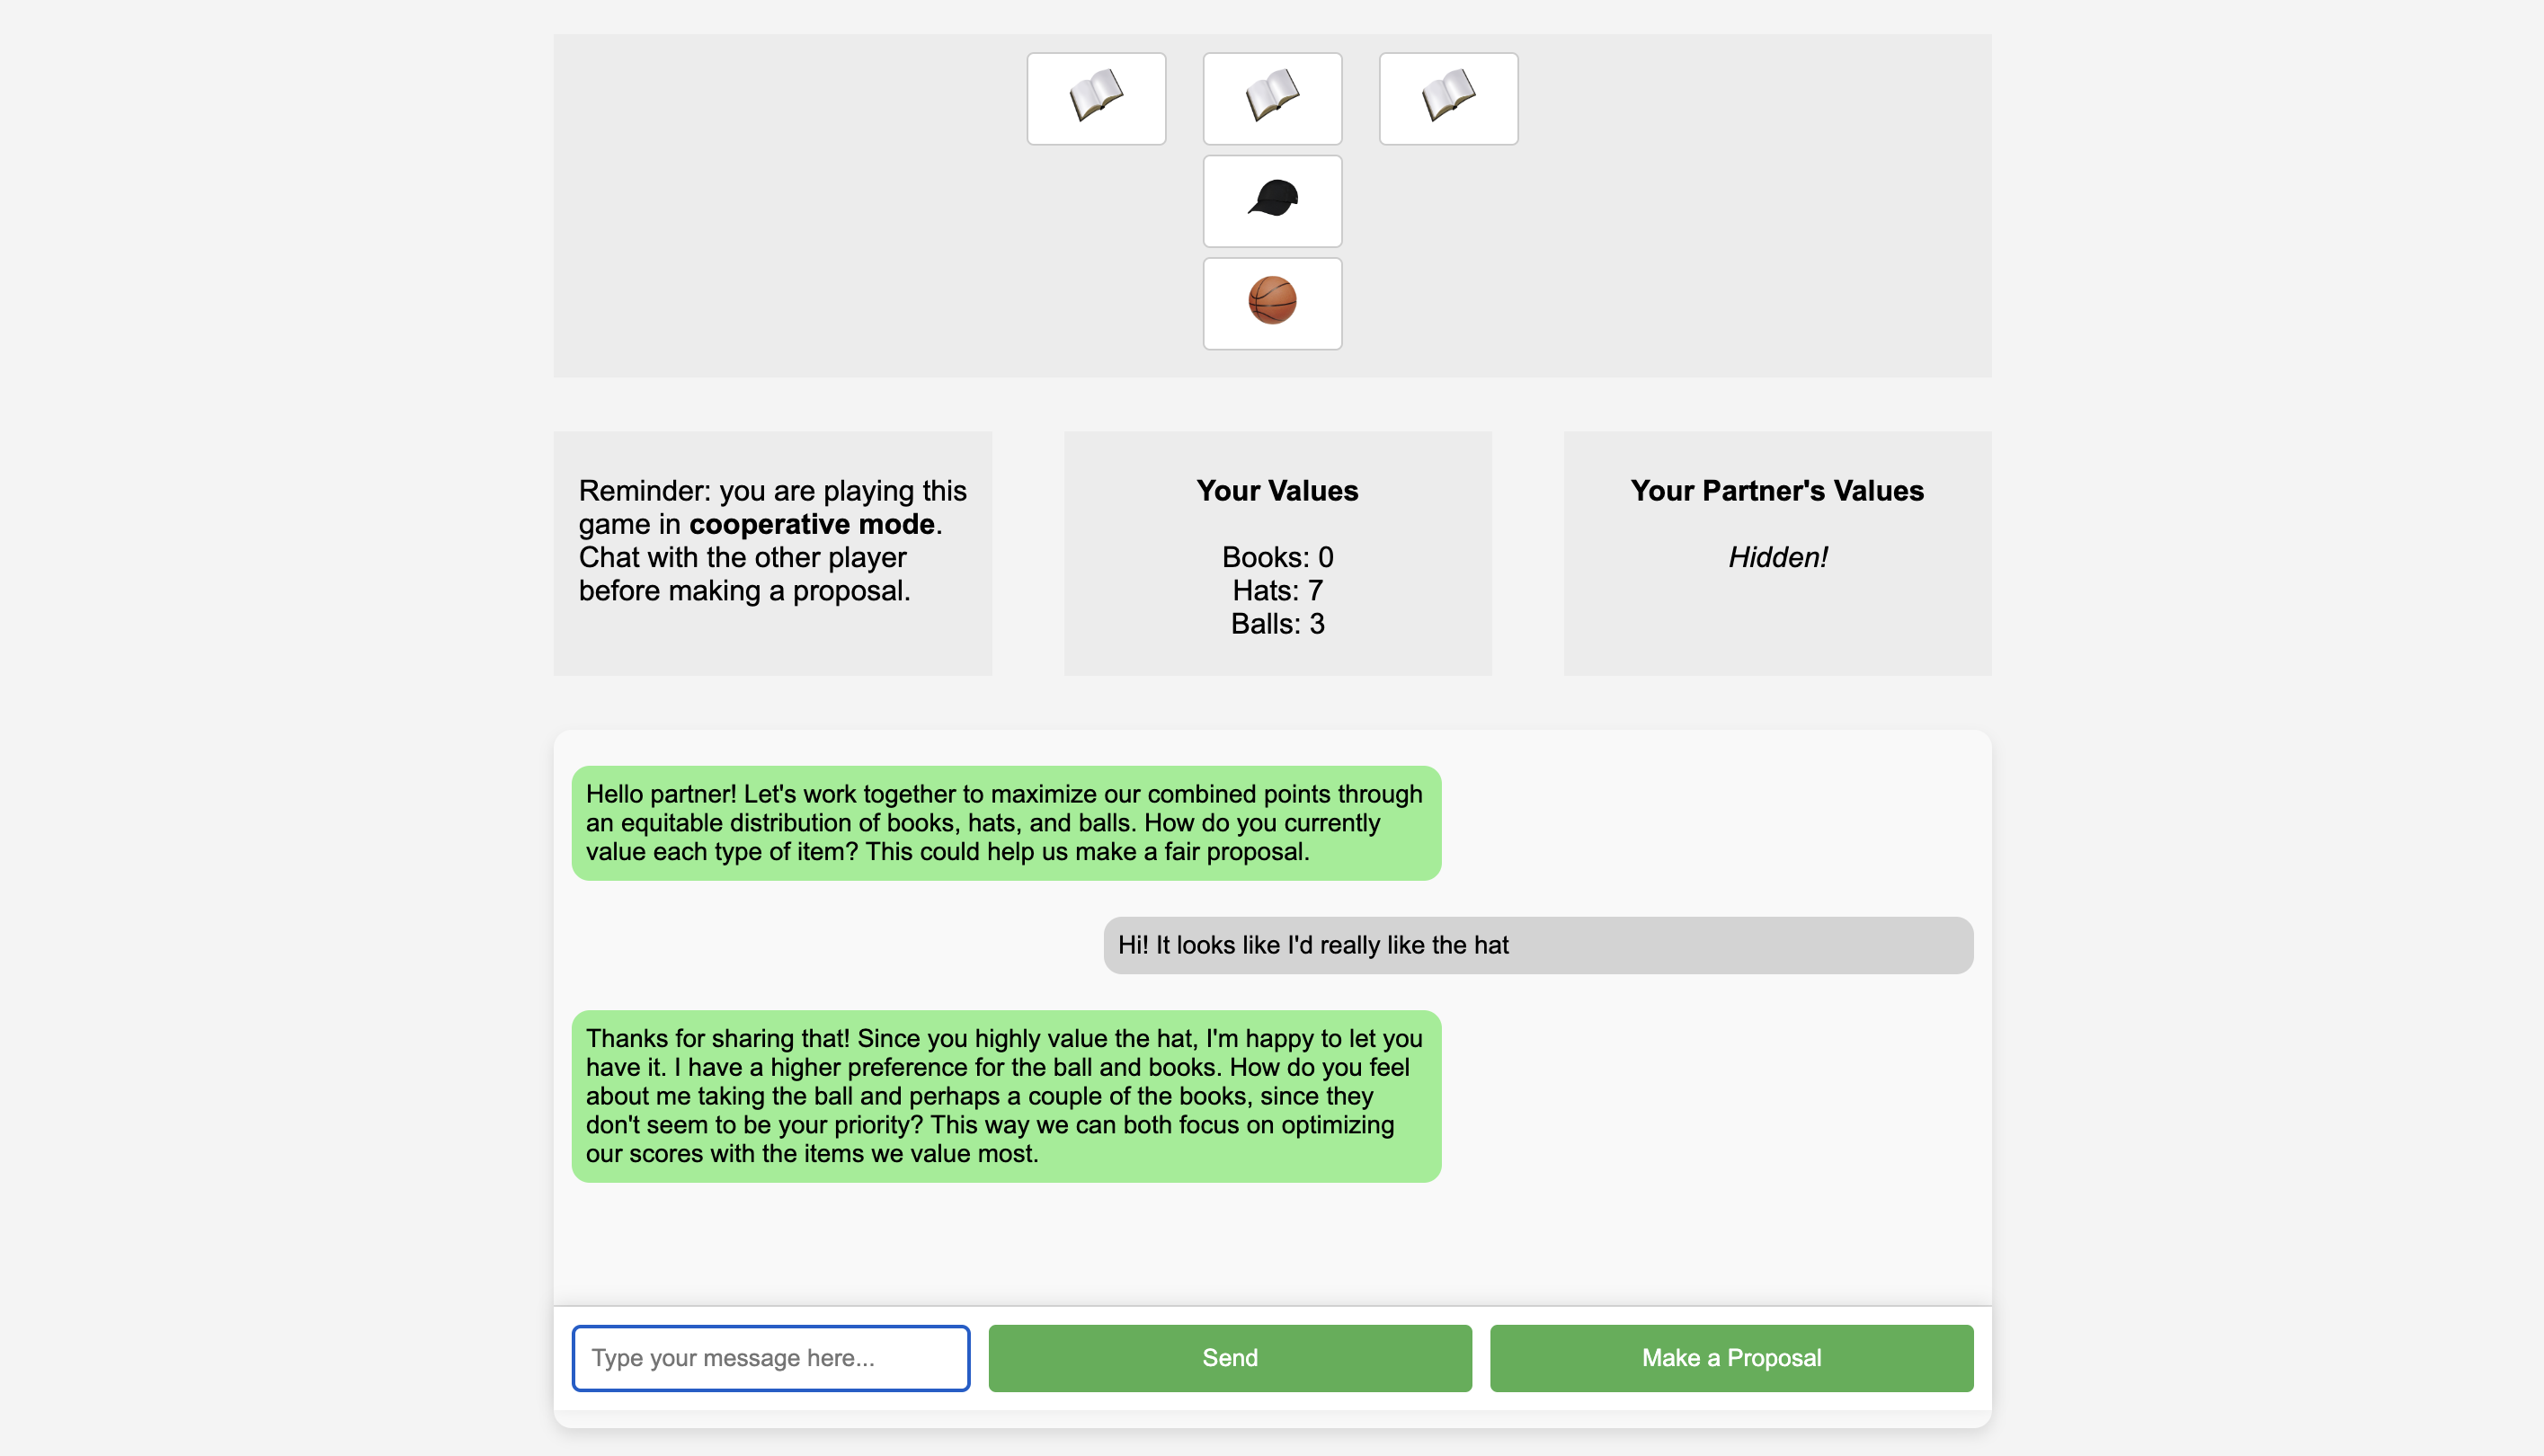 Reminder: you are playing this
game in cooperative mode.
Chat with the other player
before making a proposal.
Your Values
Books: 0
Hats: 7
Balls: 3
Your Partner's Values
Hidden!
Hello partner! Let's work together to maximize our combined points through
an equitable distribution of books, hats, and balls. How do you currently
value each type of item? This could help us make a fair proposal.
Hi! It looks like I'd really like the hat
Thanks for sharing that! Since you highly value the hat, I'm happy to let you
have it. I have a higher preference for the ball and books. How do you feel
about me taking the ball and perhaps a couple of the books, since they
don't seem to be your priority? This way we can both focus on optimizing
our scores with the items we value most.
Type your message here...
Send
Make a Proposal